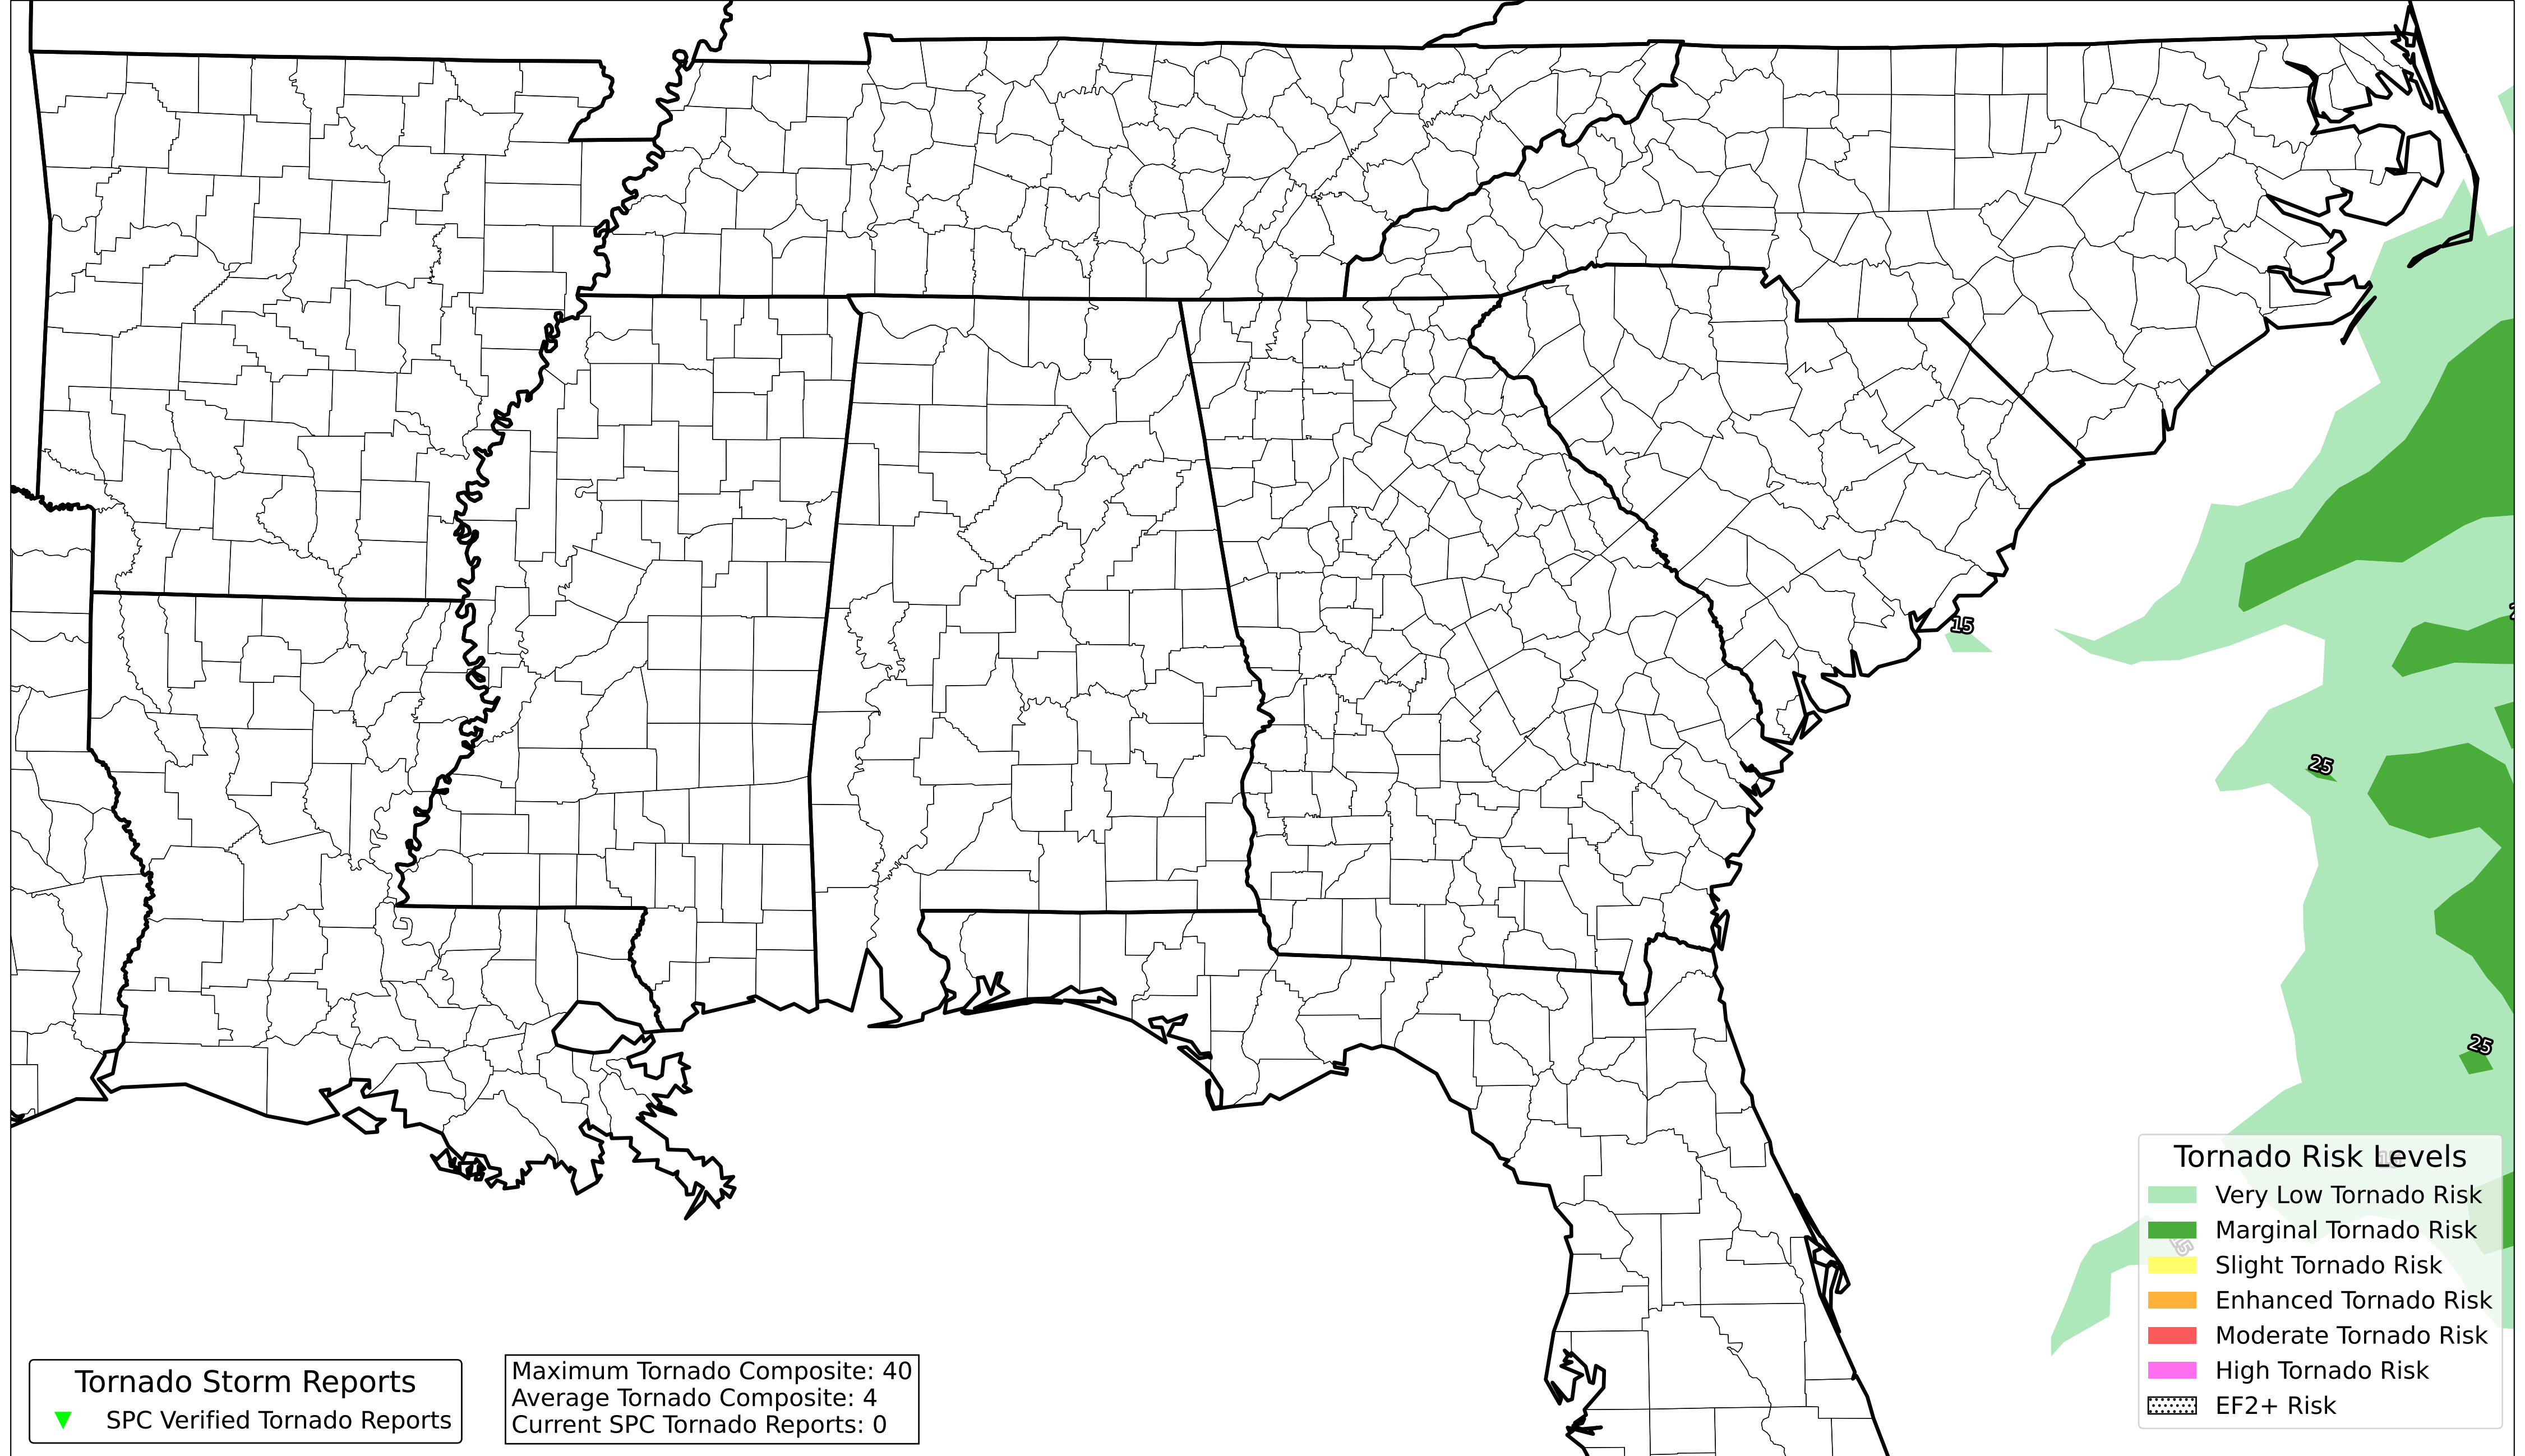 15
25
25
Tornado Risk Levels
Very Low Tornado Risk
Marginal Tornado Risk
Slight Tornado Risk
Enhanced Tornado Risk
Moderate Tornado Risk
High Tornado Risk
EF2+ Risk
Tornado Storm Reports
SPC Verified Tornado Reports
Maximum Tornado Composite: 40
Average Tornado Composite: 4
Current SPC Tornado Reports: 0